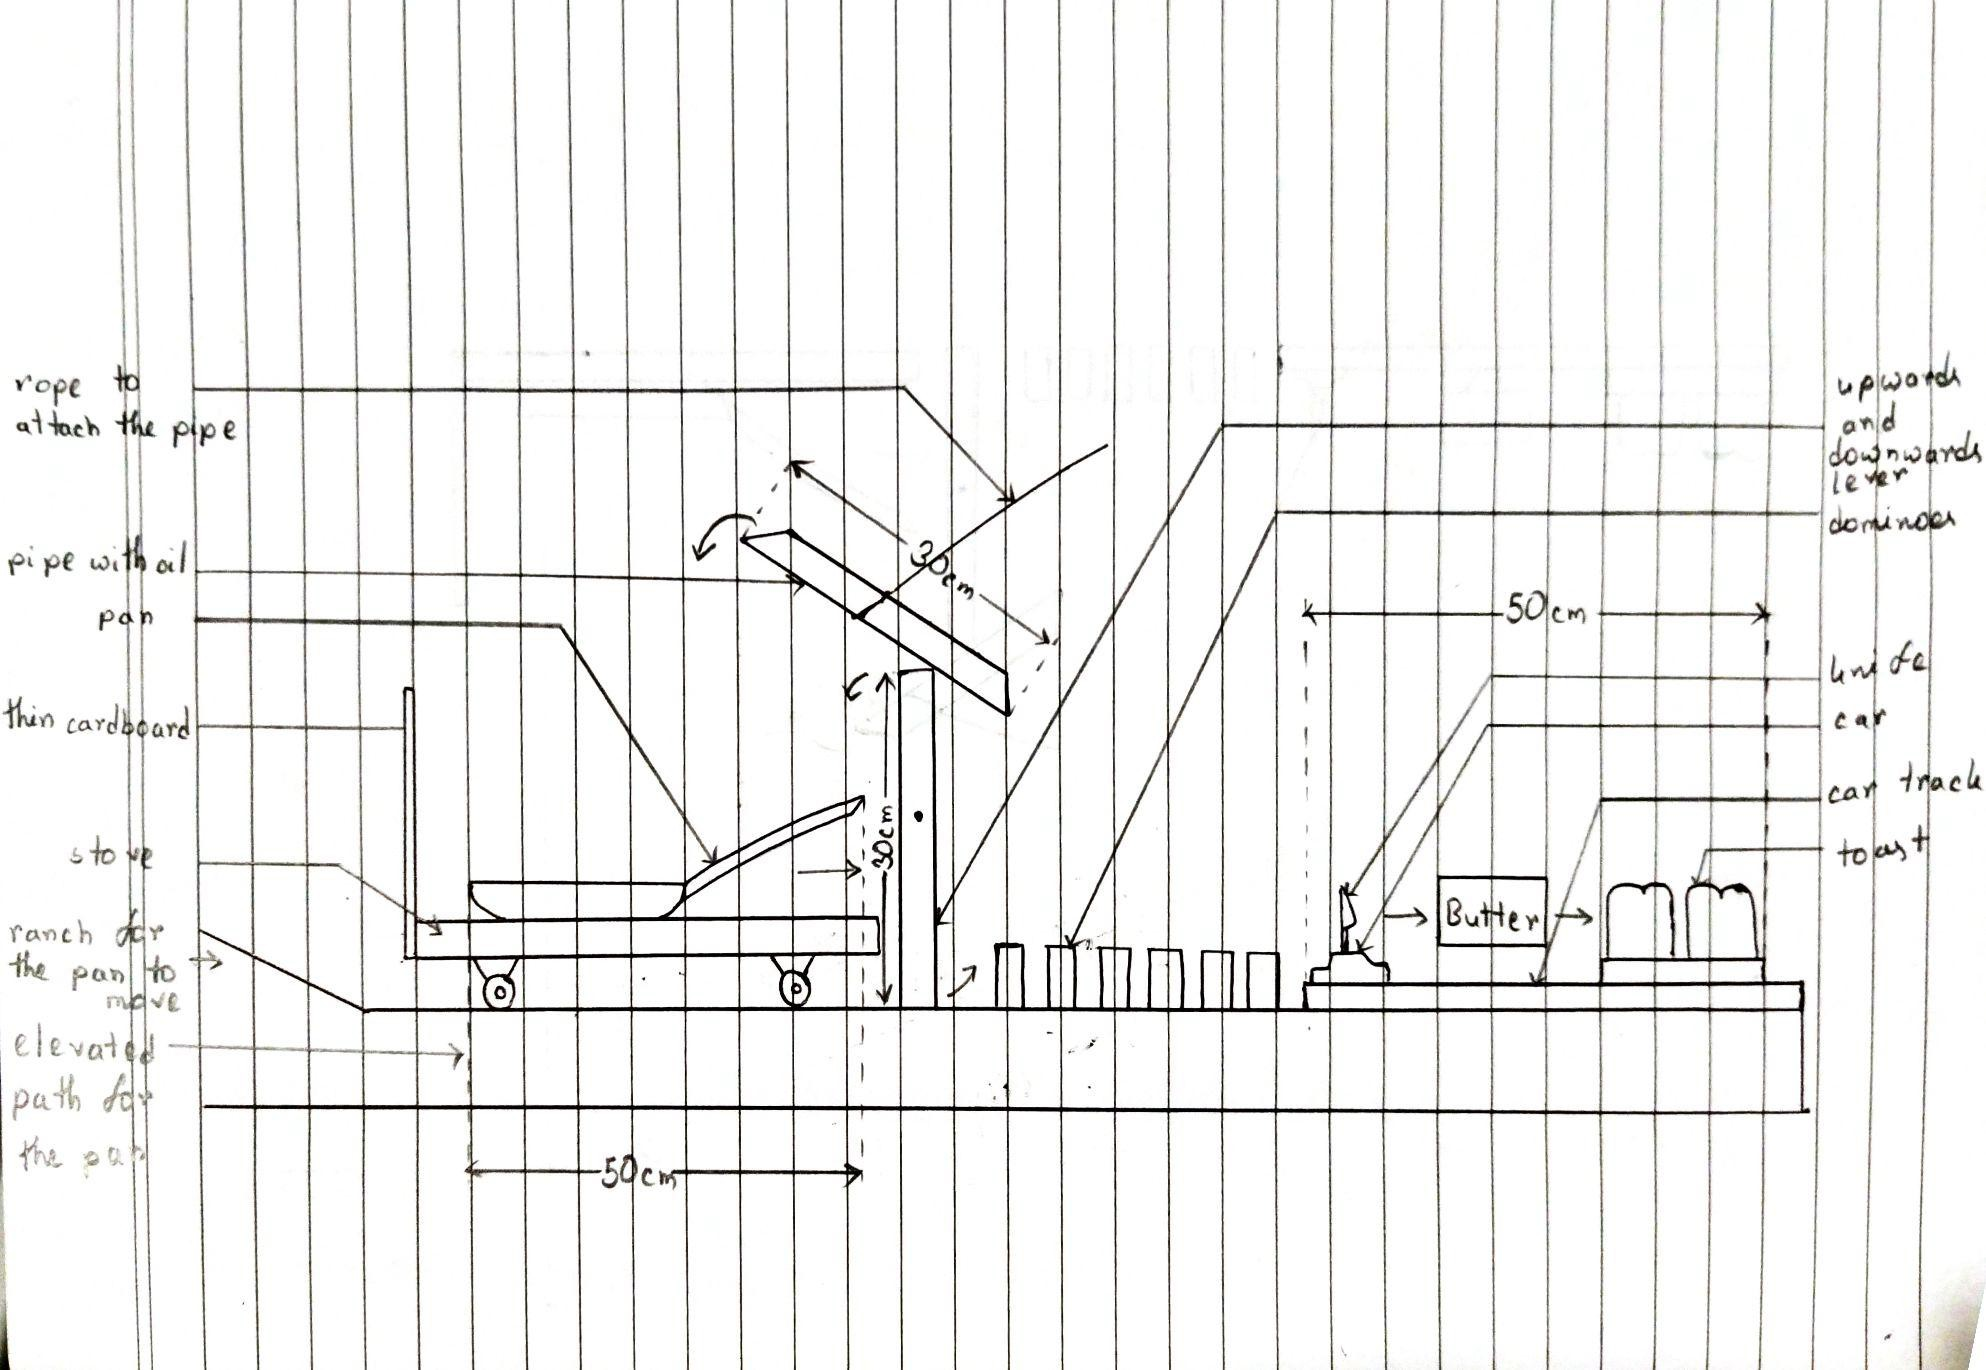 rope to
attach the pipe
pipe with oil
pan
thin cardboard
stove
ranch for
the pan to
move
elevated
path for
the pan
30cm
30cm
50cm
50cm
Butter
upwards
and
downwards
lever
dominoes
knife
car
car track
toast